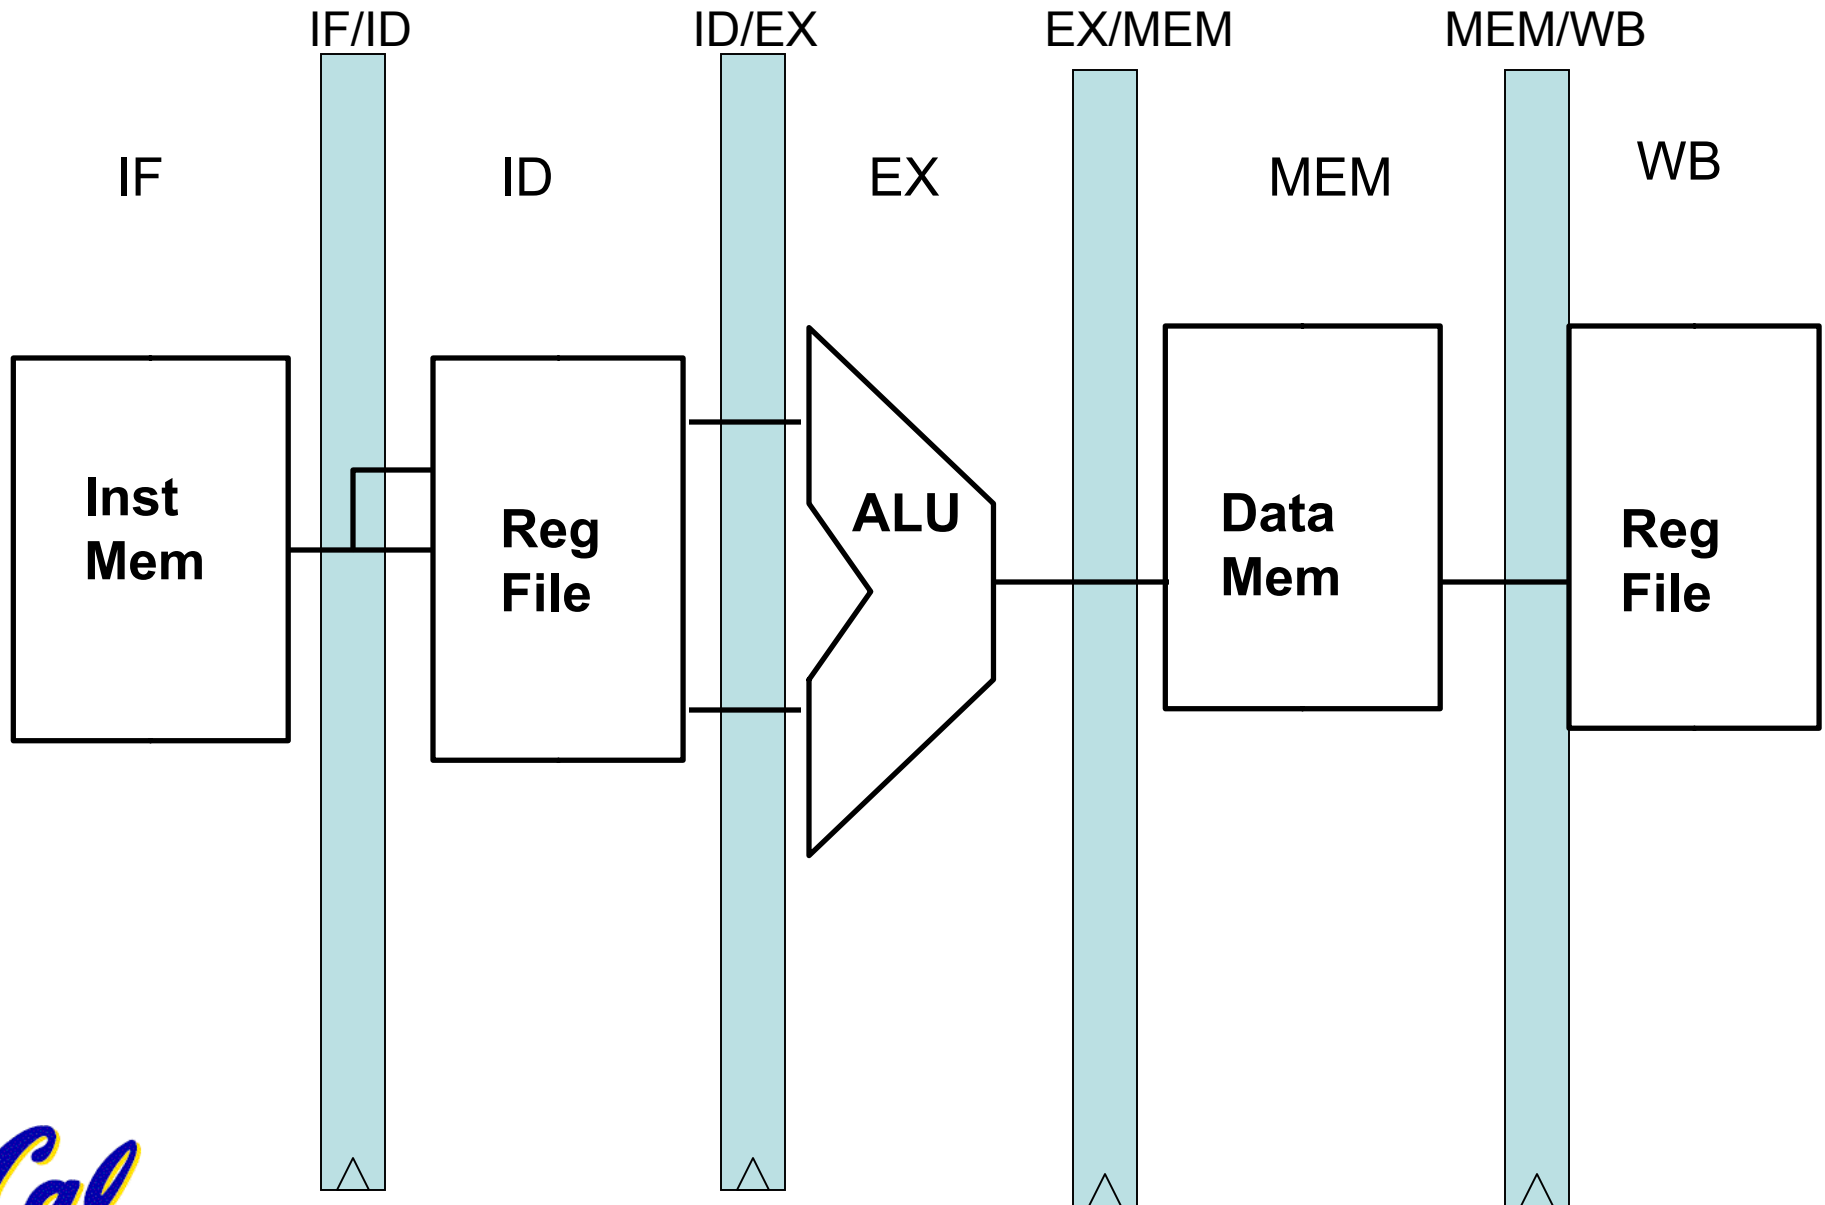 IF/ID
ID/EX
EX/MEM
MEM/WB
IF
ID
EX
MEM
WB
Inst
Mem
Reg
File
ALU
Data
Mem
Reg
File
Cal